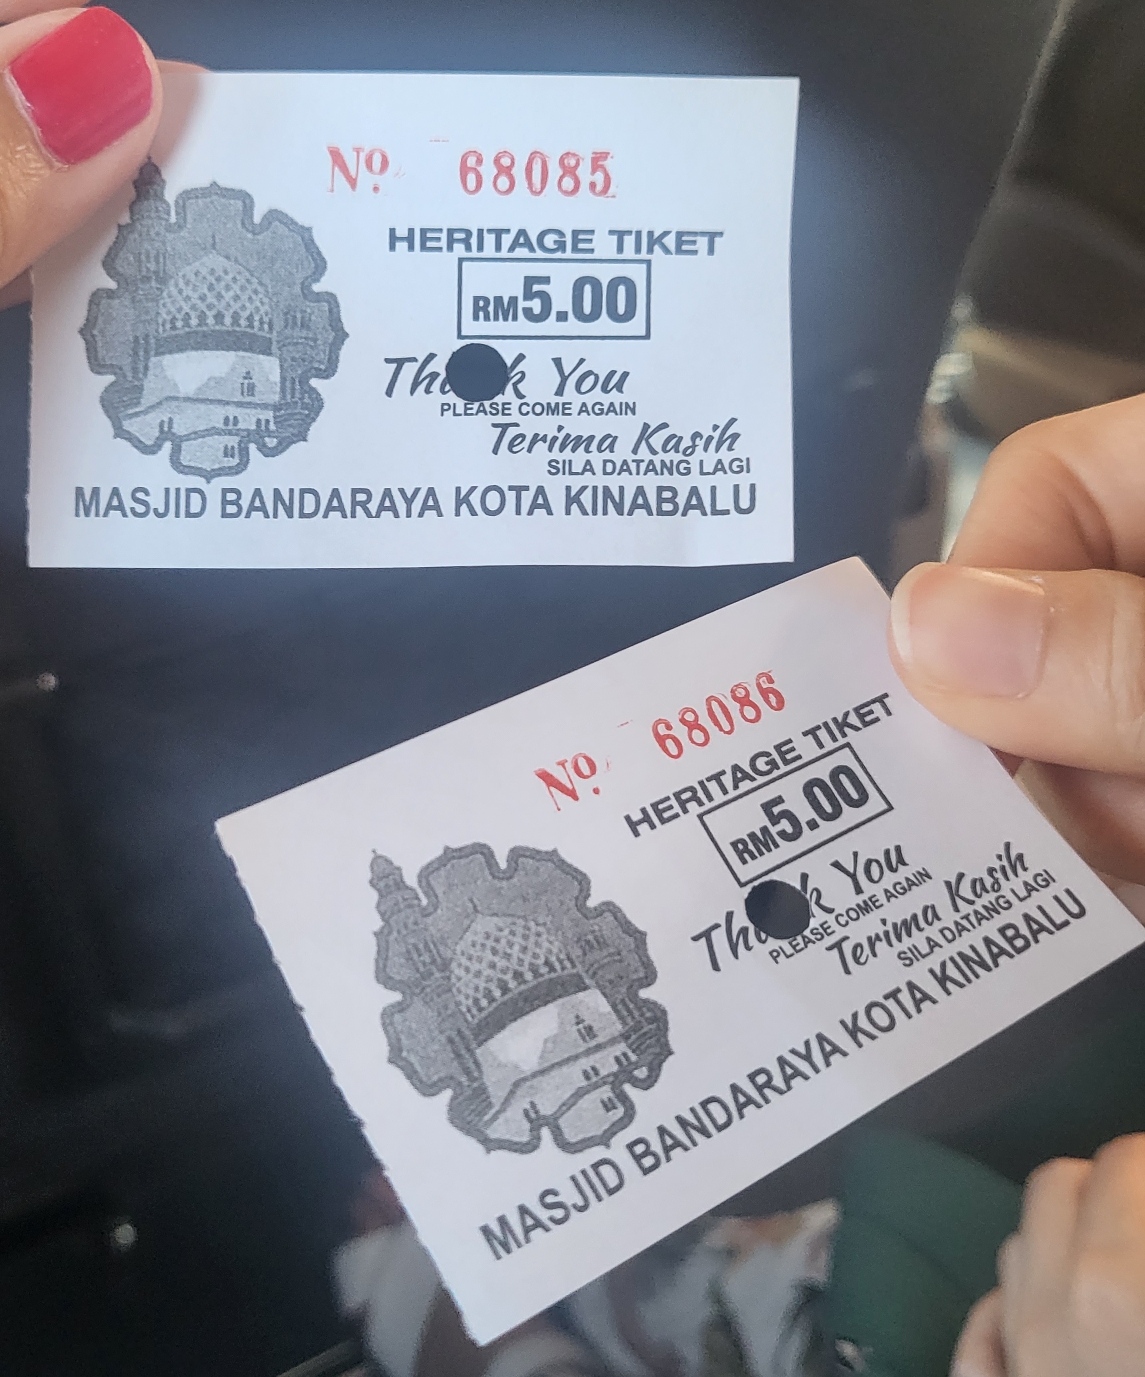 Nº 68085
HERITAGE TIKET
RM5.00
You
PLEASE COME AGAIN
Terima Kasih
SILA DATANG LAGI
MASJID BANDARAYA KOTA KINABALU
Nº 68086
HERITAGE TIKET
RM5.00
You
PLEASE COME AGAIN
Terima Kasih
SILA DATANG LAGI
MASJID BANDARAYA KOTA KINABALU